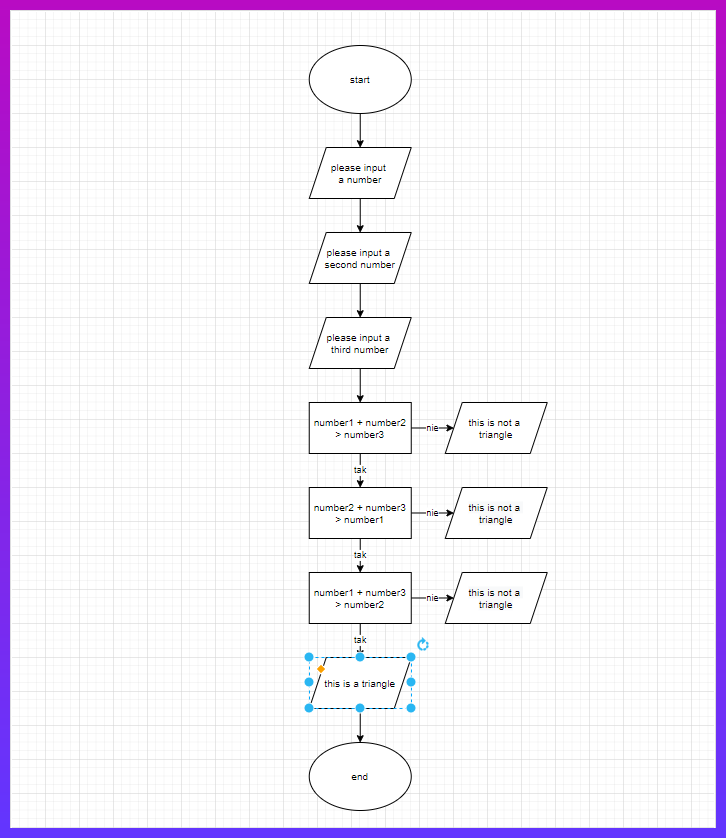 start
please input
a number
please input a
second number
please input a
third number
number1 + number2
> number3
nie
this is not a
triangle
tak
number2 + number3
> number1
nie
this is not a
triangle
tak
number1 + number3
> number2
nie
this is not a
triangle
tak
this is a triangle
end